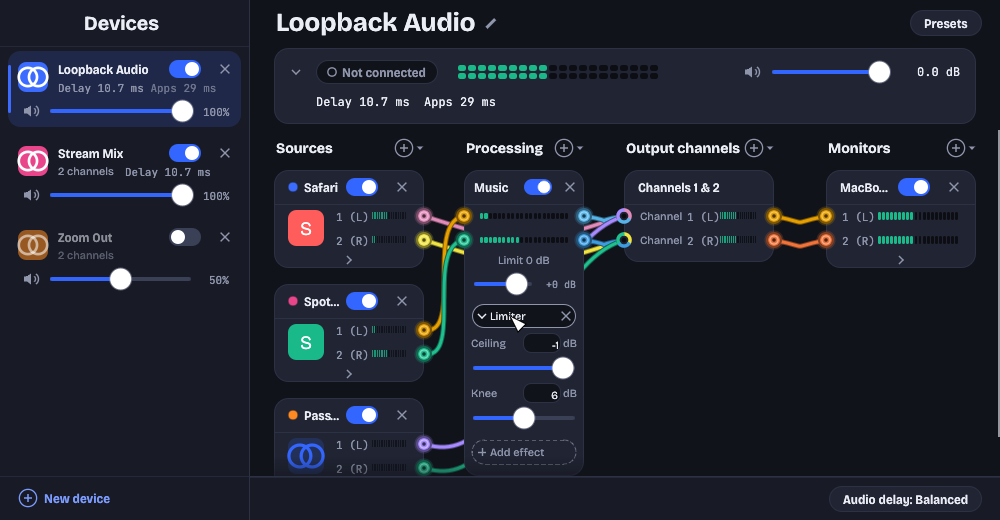 Devices
Loopback Audio
Delay 10.7 ms Apps 29 ms
100%
Stream Mix
2 channels Delay 10.7 ms
100%
Zoom Out
2 channels
50%
New device
Loopback Audio
Presets
Not connected
0.0 dB
Delay 10.7 ms Apps 29 ms
Sources
Processing
Output channels
Monitors
Safari
S
1 (L)
2 (R)
Spot...
S
1 (L)
2 (R)
Pass...
1 (L)
2 (R)
Music
Limit 0 dB
+0 dB
Limiter
Ceiling -1 dB
Knee 6 dB
+ Add effect
Channels 1 & 2
Channel 1 (L)
Channel 2 (R)
MacBo...
1 (L)
2 (R)
Audio delay: Balanced